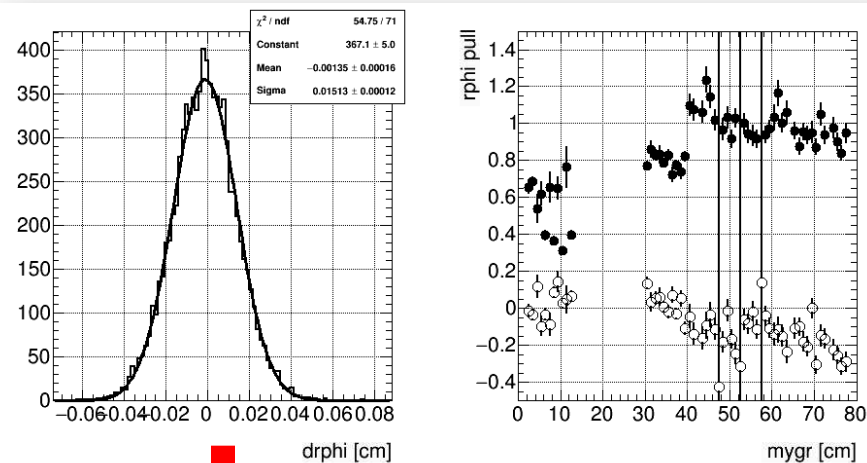 χ² / ndf 54.75 / 71
Constant 367.1 ± 5.0
Mean −0.00135 ± 0.00016
Sigma 0.01513 ± 0.00012
400
350
300
250
200
150
100
50
0
−0.06 −0.04 −0.02 0 0.02 0.04 0.06 0.08
drphi [cm]
rphi pull
1.4
1.2
1
0.8
0.6
0.4
0.2
0
−0.2
−0.4
0 10 20 30 40 50 60 70 80
mygr [cm]